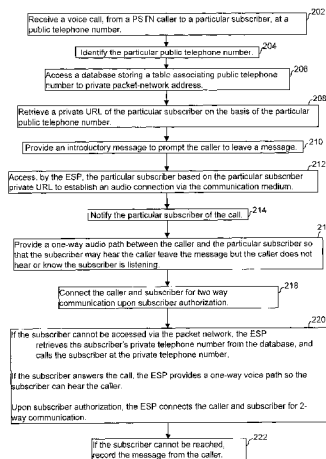 Receive a voice call, from a PSTN caller to a particular subscriber, at a
public telephone number.
202
Identify the particular public telephone number.
204
Access a database storing a table associating public telephone
number to private packet-network address.
206
Retrieve a private URL of the particular subscriber on the basis of the particular
public telephone number.
208
Provide an introductory message to prompt the caller to leave a message.
210
Access, by the ESP, the particular subscriber based on the particular subscriber
private URL to establish an audio connection via the communication medium.
212
Notify the particular subscriber of the call.
214
Provide a one-way audio path between the caller and the particular subscriber so
that the subscriber may hear the caller leave the message but the caller does not
hear or know the subscriber is listening.
21
Connect the caller and subscriber for two way
communication upon subscriber authorization.
218
If the subscriber cannot be accessed via the packet network, the ESP
retrieves the subscriber's private telephone number from the database, and
calls the subscriber at the private telephone number.
If the subscriber answers the call, the ESP provides a one-way voice path so the
subscriber can hear the caller.
Upon subscriber authorization, the ESP connects the caller and subscriber for 2-
way communication.
220
If the subscriber cannot be reached,
record the message from the caller.
222